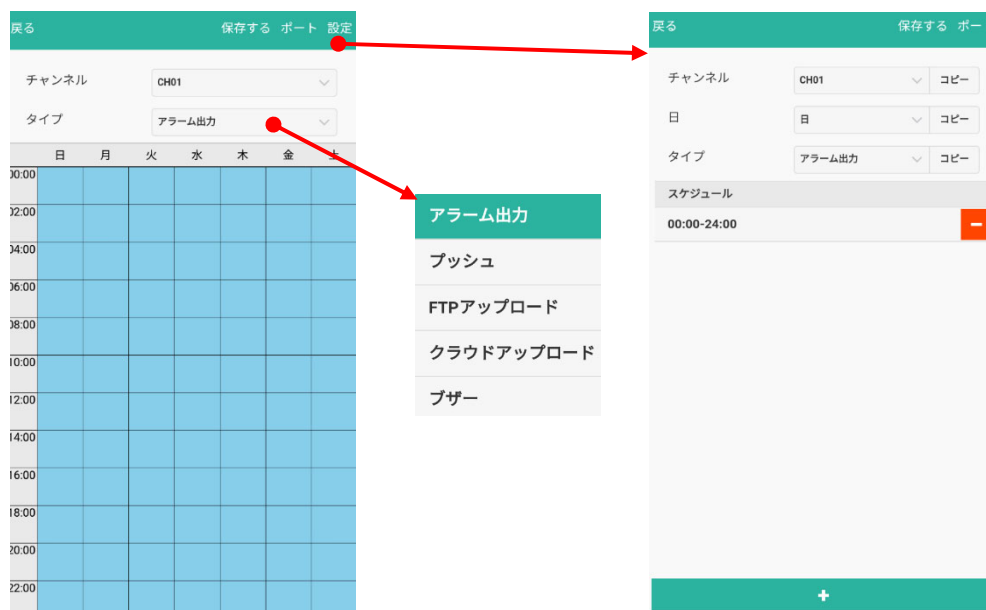 戻る 保存する ポート 設定
チャンネル CH01
タイプ アラーム出力
日 月 火 水 木 金 土
00:00
02:00
04:00
06:00
08:00
10:00
12:00
14:00
16:00
18:00
20:00
22:00
アラーム出力
プッシュ
FTPアップロード
クラウドアップロード
ブザー
戻る 保存する ポー
チャンネル CH01 コピー
日 日 コピー
タイプ アラーム出力 コピー
スケジュール
00:00-24:00